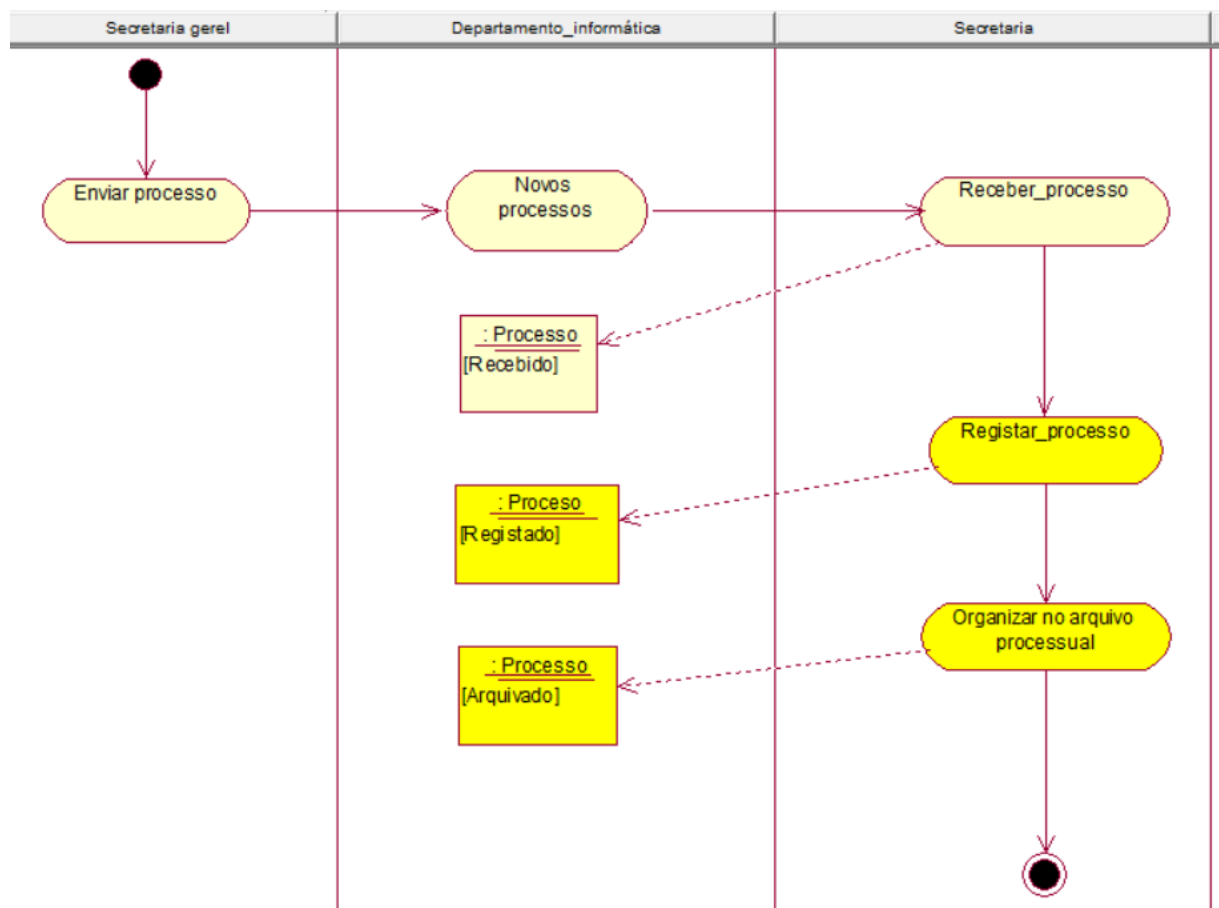 Secretaria gerel
Departamento_informática
Secretaria
Enviar processo
Novos
processos
Receber_processo
: Processo
[Recebido]
Registar_processo
: Proceso
[Registado]
Organizar no arquivo
processual
: Processo
[Arquivado]